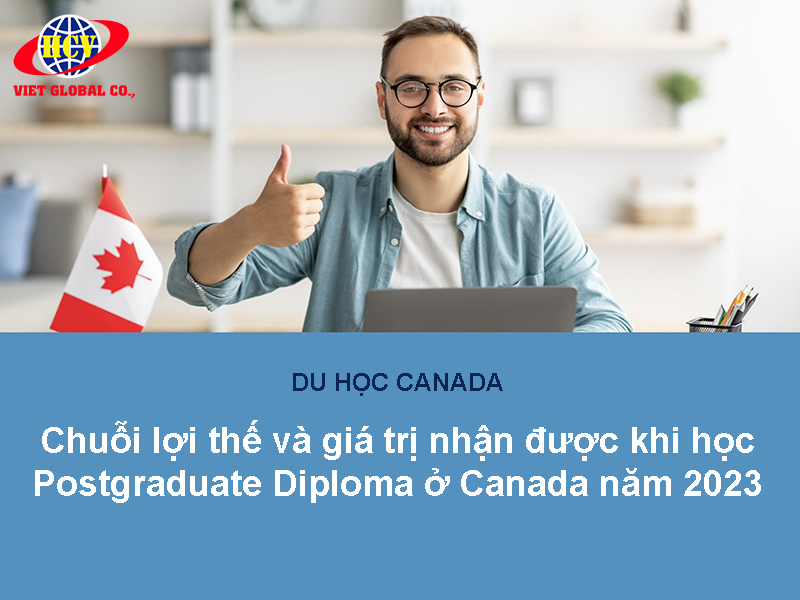 HCY
VIET GLOBAL CO.,
DU HỌC CANADA
Chuỗi lợi thế và giá trị nhận được khi học
Postgraduate Diploma ở Canada năm 2023